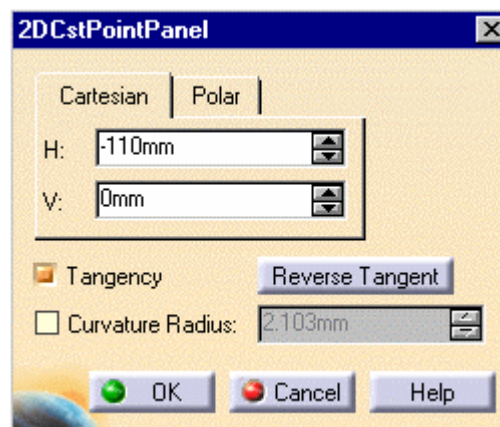 2DCstPointPanel
Cartesian Polar
H: -110mm
V: 0mm
Tangency Reverse Tangent
Curvature Radius: 2.103mm
OK Cancel Help